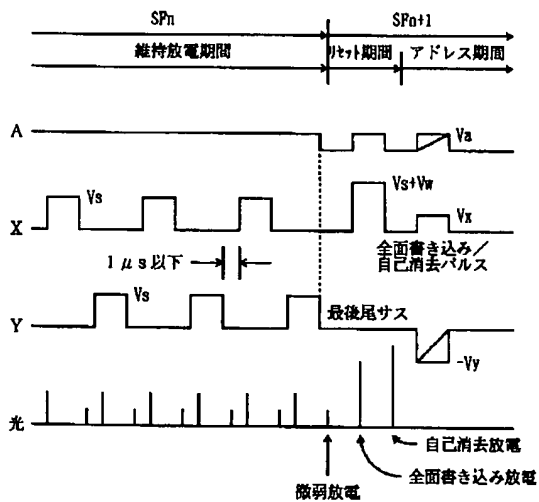 SFn
SFn+1
維持放電期間
リセット期間
アドレス期間
A
Va
X
Vs
Vs+Vw
Vx
全面書き込み/
自己消去パルス
1μs以下
Y
Vs
最後尾サス
-Vy
光
自己消去放電
全面書き込み放電
微弱放電